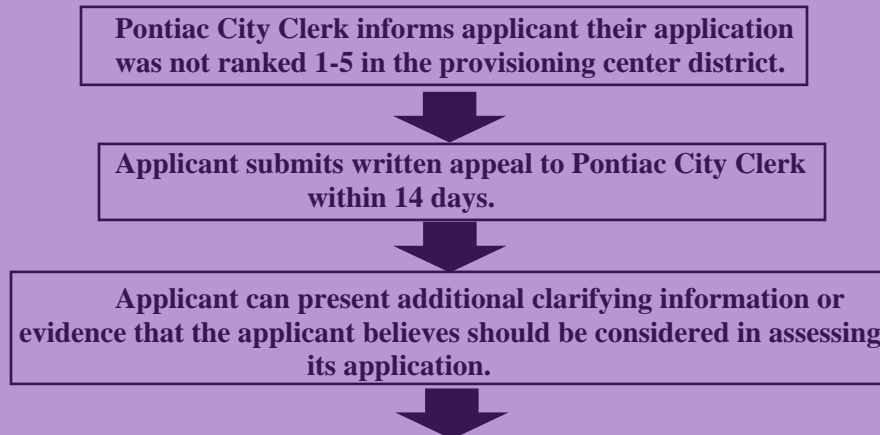 Pontiac City Clerk informs applicant their application
was not ranked 1-5 in the provisioning center district.
Applicant submits written appeal to Pontiac City Clerk
within 14 days.
Applicant can present additional clarifying information or
evidence that the applicant believes should be considered in assessing
its application.